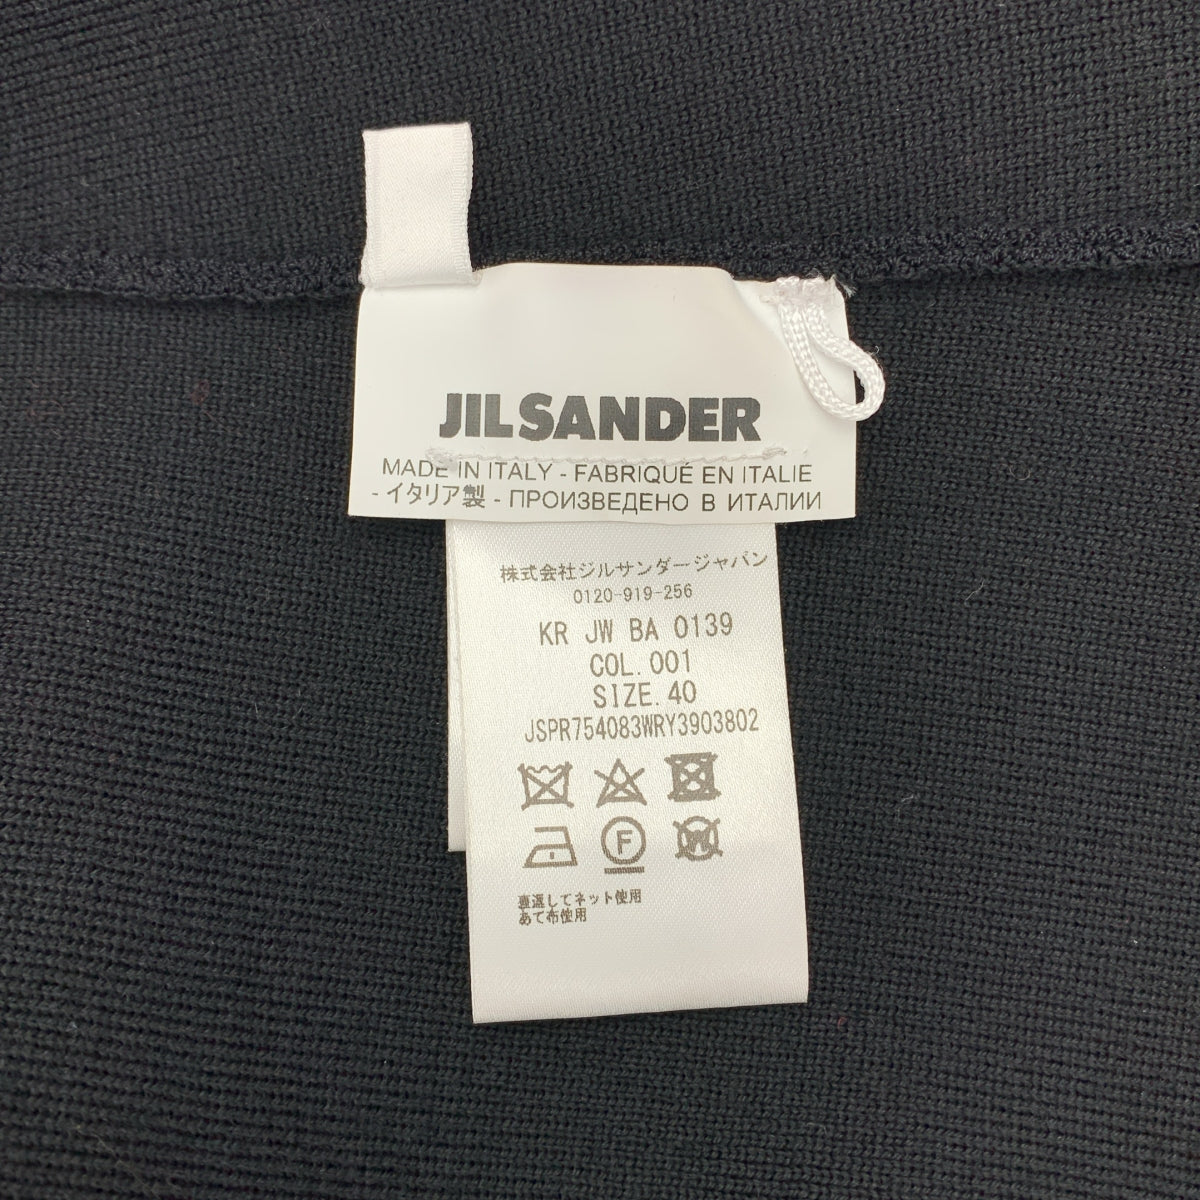 JIL SANDER
MADE IN ITALY - FABRIQUÉ EN ITALIE
- イタリア製 - ПРОИЗВЕДЕНО В ИТАЛИИ
株式会社ジルサンダージャパン
0120-919-256
KR JW BA 0139
COL.001
SIZE.40
JSPR754083WRY3903802
F
W
裏返してネット使用
あて布使用